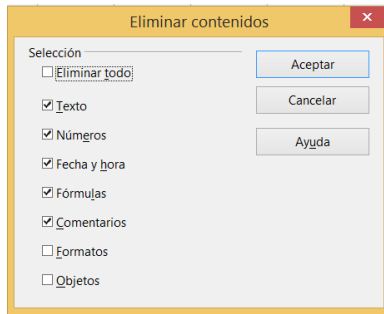 Eliminar contenidos
Selección
Eliminar todo
Texto
Números
Fecha y hora
Fórmulas
Comentarios
Formatos
Objetos
Aceptar
Cancelar
Ayuda